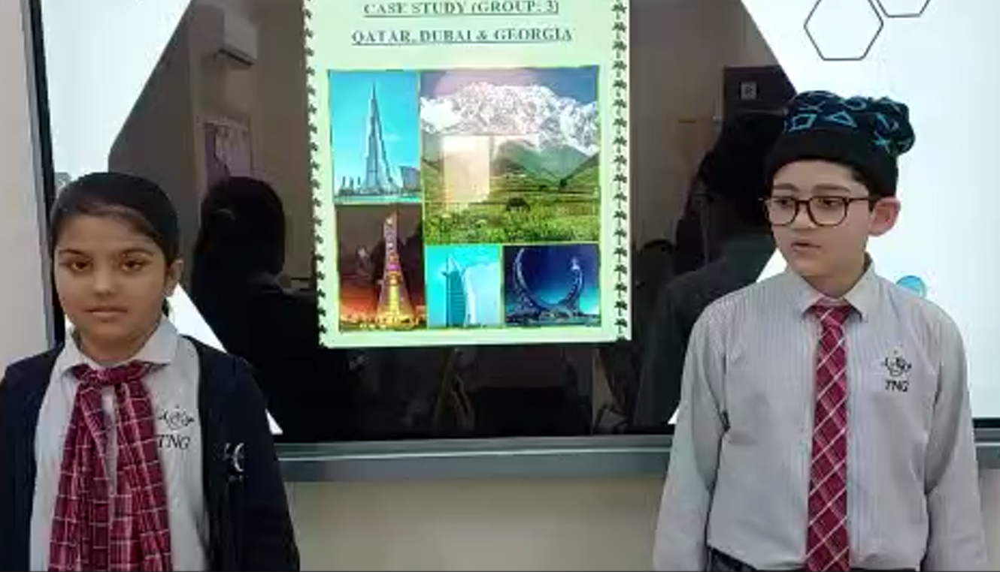 CASE STUDY (GROUP: 3)
QATAR, DUBAI & GEORGIA
TNG
TNG